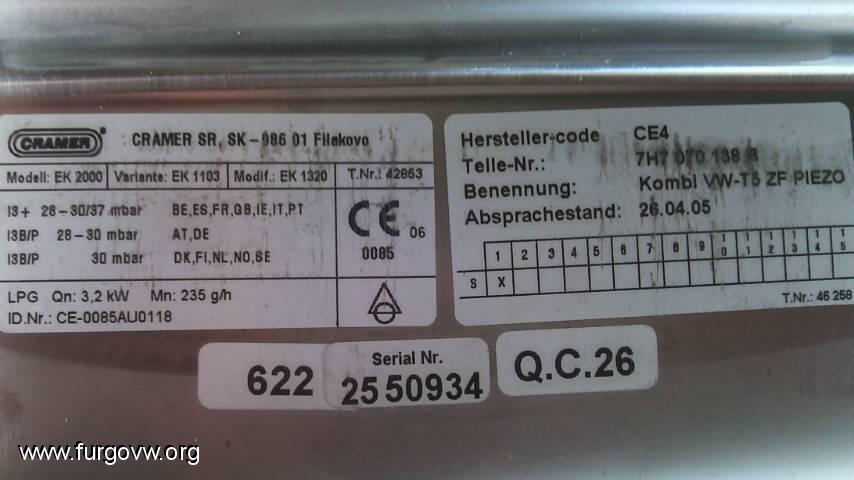 CRAMER
CRAMER SR, SK-986 01 Filakovo
Modell: EK 2000 Variante: EK 1103 Modif.: EK 1320 T.Nr.: 42853
I3+ 28-30/37 mbar BE,ES,FR,GB,IE,IT,PT
I3B/P 28-30 mbar AT,DE
I3B/P 30 mbar DK,FI,NL,NO,SE
CE 06
0085
LPG Qn: 3,2 kW Mn: 235 g/h
ID.Nr.: CE-0085AU0118
Hersteller-code CE4
Teile-Nr.: 7H7 070 138
Benennung: Kombi VW-T5 ZF PIEZO
Absprachestand: 26.04.05
1 2 3 4 5 6 7 8 9 10 11 12 13 14 15
S X
T.Nr.: 46 258
622
Serial Nr.
2550934
Q.C.26
www.furgovw.org